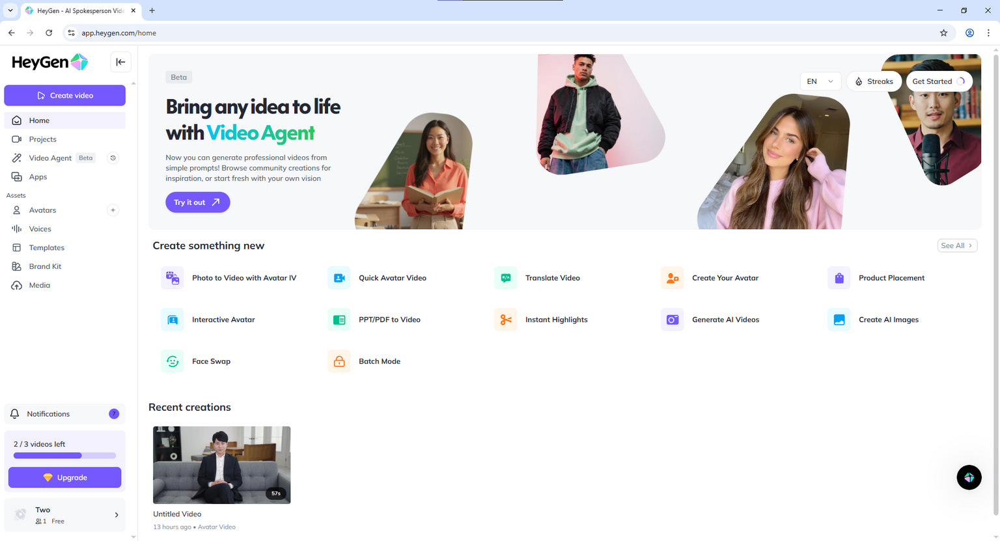 HeyGen - AI Spokesperson Vide
app.heygen.com/home
HeyGen
Create video
Home
Projects
Video Agent Beta
Apps
Assets
Avatars
Voices
Templates
Brand Kit
Media
Notifications 7
2 / 3 videos left
Upgrade
Two
1 Free
Beta
Bring any idea to life
with Video Agent
Now you can generate professional videos from
simple prompts! Browse community creations for
inspiration, or start fresh with your own vision
Try it out
EN
Streaks
Get Started
Create something new
See All
Photo to Video with Avatar IV
Quick Avatar Video
Translate Video
Create Your Avatar
Product Placement
Interactive Avatar
PPT/PDF to Video
Instant Highlights
Generate AI Videos
Create AI Images
Face Swap
Batch Mode
Recent creations
57s
Untitled Video
13 hours ago • Avatar Video